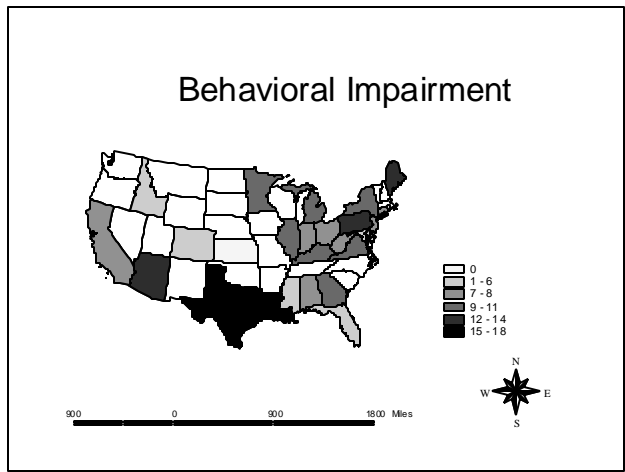 Behavioral Impairment
0
1 - 6
7 - 8
9 - 11
12 - 14
15 - 18
N
W E
S
900 0 900 1800 Miles